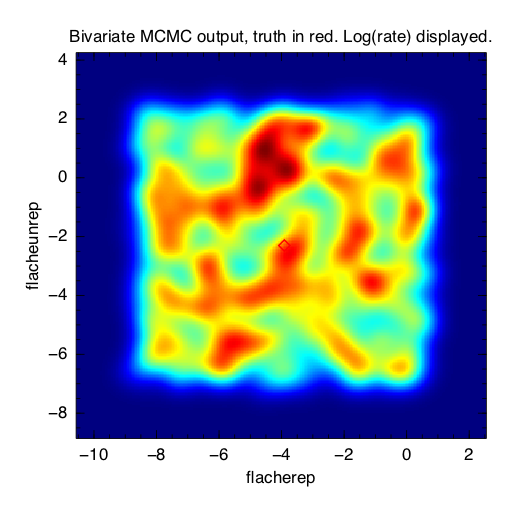 Bivariate MCMC output, truth in red. Log(rate) displayed.
4
2
0
−2
−4
−6
−8
flacheunrep
−10 −8 −6 −4 −2 0 2
flacherep